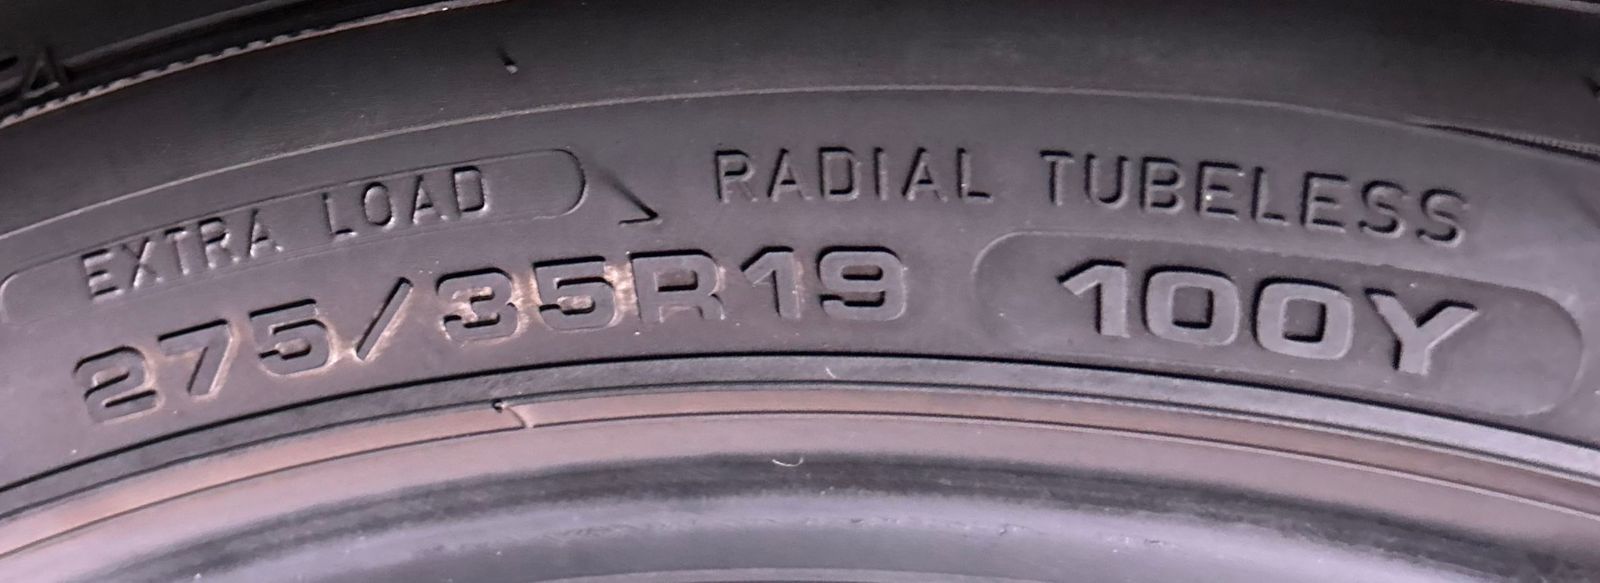 EXTRA LOAD
RADIAL TUBELESS
275/35R19 100Y